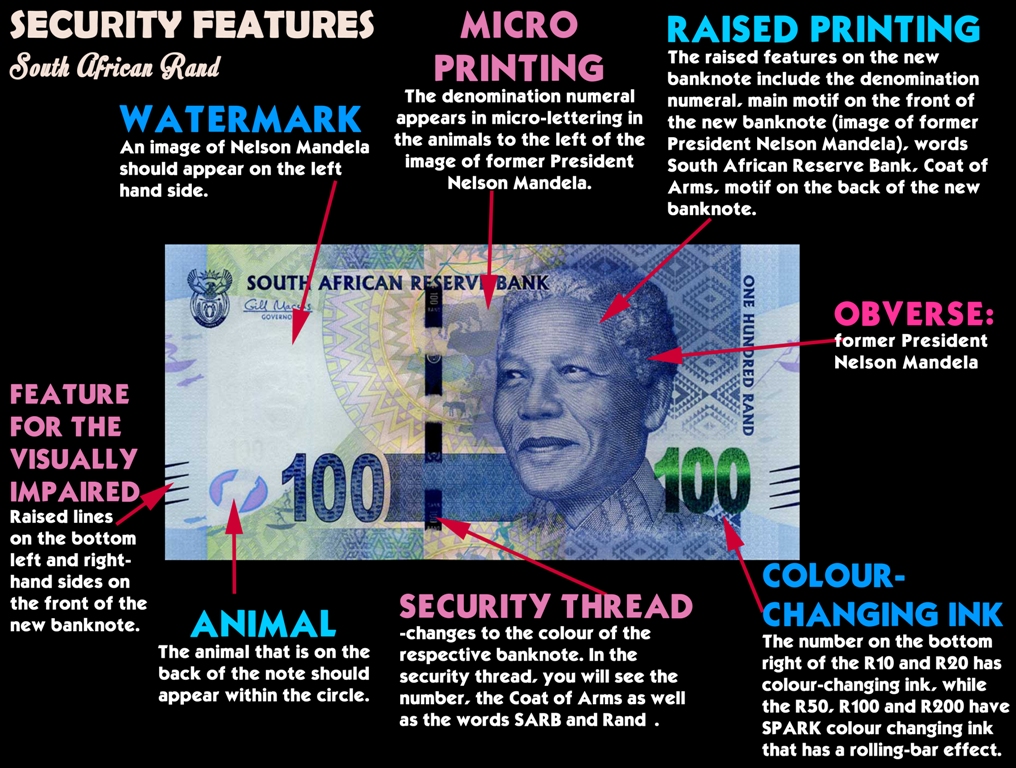 SECURITY FEATURES
South African Rand
MICRO
PRINTING
The denomination numeral
appears in micro-lettering in
the animals to the left of the
image of former President
Nelson Mandela.
RAISED PRINTING
The raised features on the new
banknote include the denomination
numeral, main motif on the front of
the new banknote (image of former
President Nelson Mandela), words
South African Reserve Bank, Coat of
Arms, motif on the back of the new
banknote.
WATERMARK
An image of Nelson Mandela
should appear on the left
hand side.
SOUTH AFRICAN RESERVE BANK
Gill Marcus
GOVERNOR
ONE HUNDRED RAND
100
100
OBVERSE:
former President
Nelson Mandela
FEATURE
FOR THE
VISUALLY
IMPAIRED
Raised lines
on the bottom
left and right-
hand sides on
the front of the
new banknote.
ANIMAL
The animal that is on the
back of the note should
appear within the circle.
SECURITY THREAD
-changes to the colour of the
respective banknote. In the
security thread, you will see the
number, the Coat of Arms as well
as the words SARB and Rand .
COLOUR-
CHANGING INK
The number on the bottom
right of the R10 and R20 has
colour-changing ink, while
the R50, R100 and R200 have
SPARK colour changing ink
that has a rolling-bar effect.